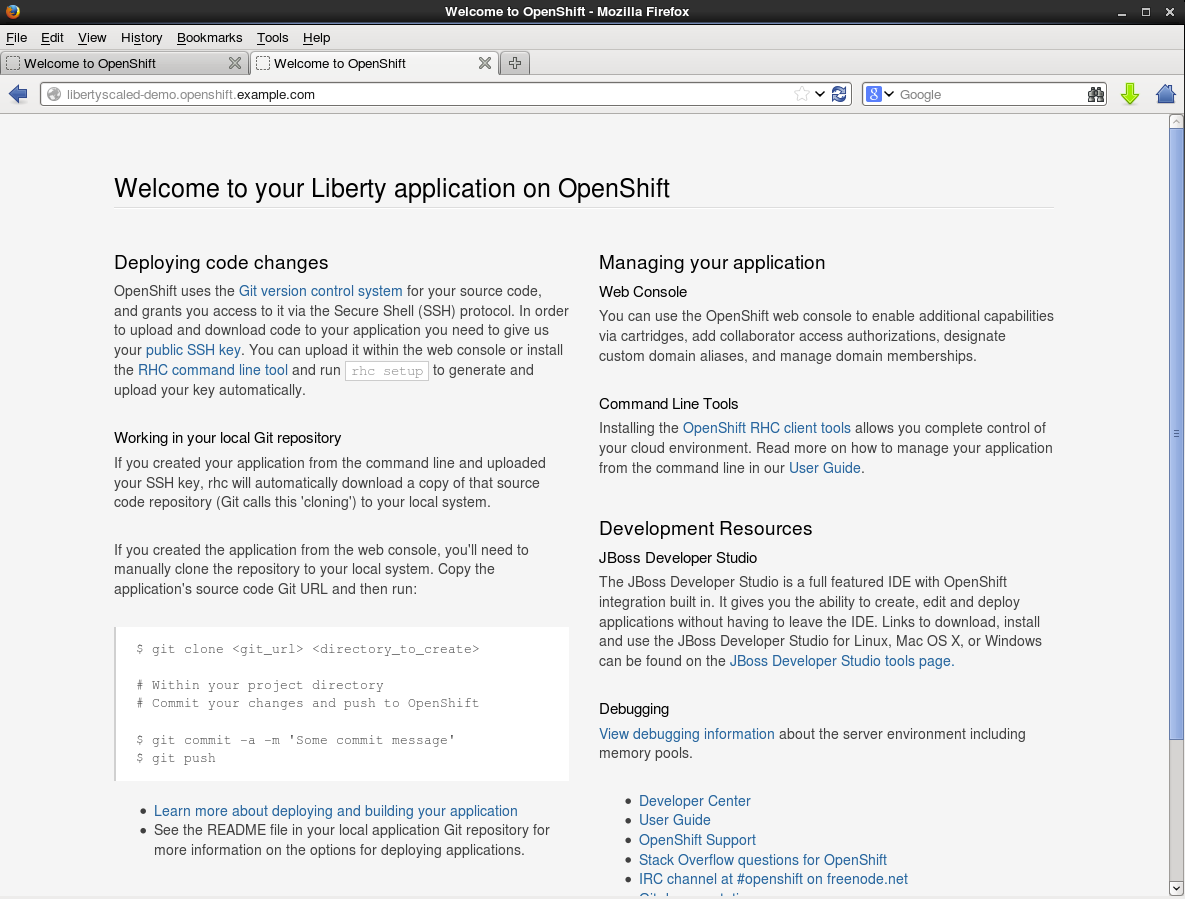 Welcome to OpenShift - Mozilla Firefox
File Edit View History Bookmarks Tools Help
Welcome to OpenShift
Welcome to OpenShift
libertyscaled-demo.openshift.example.com
8 Google
Welcome to your Liberty application on OpenShift
Deploying code changes
OpenShift uses the Git version control system for your source code,
and grants you access to it via the Secure Shell (SSH) protocol. In order
to upload and download code to your application you need to give us
your public SSH key. You can upload it within the web console or install
the RHC command line tool and run rhc setup to generate and
upload your key automatically.
Working in your local Git repository
If you created your application from the command line and uploaded
your SSH key, rhc will automatically download a copy of that source
code repository (Git calls this 'cloning') to your local system.
If you created the application from the web console, you'll need to
manually clone the repository to your local system. Copy the
application's source code Git URL and then run:
$ git clone <git_url> <directory_to_create>
# Within your project directory
# Commit your changes and push to OpenShift
$ git commit -a -m 'Some commit message'
$ git push
Learn more about deploying and building your application
See the README file in your local application Git repository for
more information on the options for deploying applications.
Managing your application
Web Console
You can use the OpenShift web console to enable additional capabilities
via cartridges, add collaborator access authorizations, designate
custom domain aliases, and manage domain memberships.
Command Line Tools
Installing the OpenShift RHC client tools allows you complete control of
your cloud environment. Read more on how to manage your application
from the command line in our User Guide.
Development Resources
JBoss Developer Studio
The JBoss Developer Studio is a full featured IDE with OpenShift
integration built in. It gives you the ability to create, edit and deploy
applications without having to leave the IDE. Links to download, install
and use the JBoss Developer Studio for Linux, Mac OS X, or Windows
can be found on the JBoss Developer Studio tools page.
Debugging
View debugging information about the server environment including
memory pools.
Developer Center
User Guide
OpenShift Support
Stack Overflow questions for OpenShift
IRC channel at #openshift on freenode.net